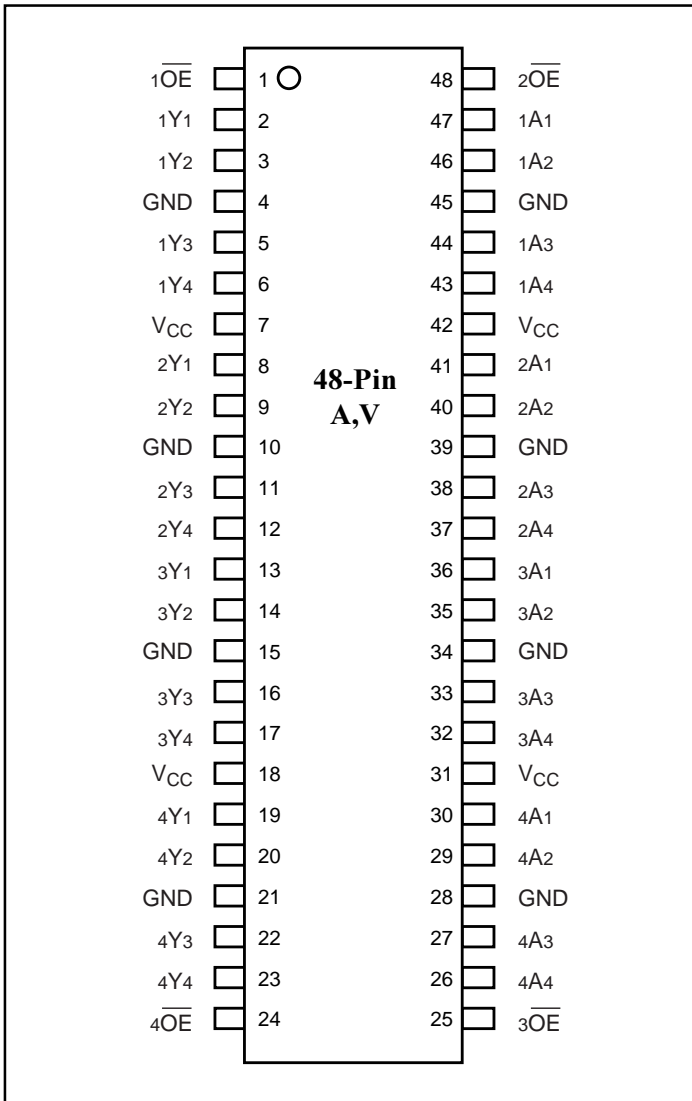 1O̅E̅ 1 48 2O̅E̅
1Y1 2 47 1A1
1Y2 3 46 1A2
GND 4 45 GND
1Y3 5 44 1A3
1Y4 6 43 1A4
VCC 7 42 VCC
2Y1 8 41 2A1
48-Pin
2Y2 9 40 2A2
A,V
GND 10 39 GND
2Y3 11 38 2A3
2Y4 12 37 2A4
3Y1 13 36 3A1
3Y2 14 35 3A2
GND 15 34 GND
3Y3 16 33 3A3
3Y4 17 32 3A4
VCC 18 31 VCC
4Y1 19 30 4A1
4Y2 20 29 4A2
GND 21 28 GND
4Y3 22 27 4A3
4Y4 23 26 4A4
4O̅E̅ 24 25 3O̅E̅